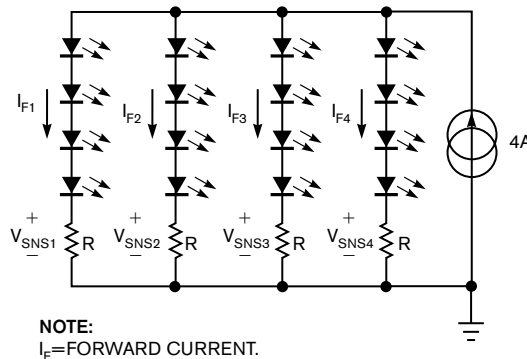 I_F1 I_F2 I_F3 I_F4 4A
+ + + +
V_SNS1 R V_SNS2 R V_SNS3 R V_SNS4 R
– – – –
NOTE:
I_F=FORWARD CURRENT.